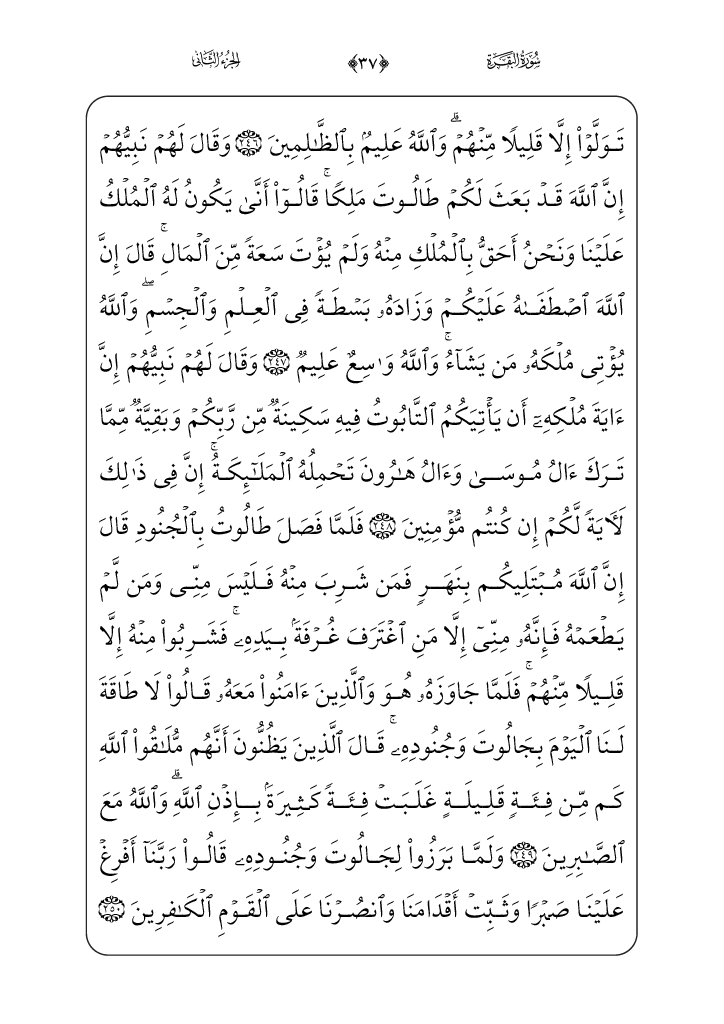 سُورَةُ البَقَرَةِ ﴿٣٧﴾ الجُزْءُ الثَّانِي
تَوَلَّوۡاْ إِلَّا قَلِيلًا مِّنۡهُمۡۗ وَٱللَّهُ عَلِيمُۢ بِٱلظَّٰلِمِينَ ٢٤٦ وَقَالَ لَهُمۡ نَبِيُّهُمۡ
إِنَّ ٱللَّهَ قَدۡ بَعَثَ لَكُمۡ طَالُوتَ مَلِكٗاۚ قَالُوٓاْ أَنَّىٰ يَكُونُ لَهُ ٱلۡمُلۡكُ
عَلَيۡنَا وَنَحۡنُ أَحَقُّ بِٱلۡمُلۡكِ مِنۡهُ وَلَمۡ يُؤۡتَ سَعَةٗ مِّنَ ٱلۡمَالِۚ قَالَ إِنَّ
ٱللَّهَ ٱصۡطَفَىٰهُ عَلَيۡكُمۡ وَزَادَهُۥ بَسۡطَةٗ فِي ٱلۡعِلۡمِ وَٱلۡجِسۡمِۖ وَٱللَّهُ
يُؤۡتِي مُلۡكَهُۥ مَن يَشَآءُۚ وَٱللَّهُ وَٰسِعٌ عَلِيمٞ ٢٤٧ وَقَالَ لَهُمۡ نَبِيُّهُمۡ إِنَّ
ءَايَةَ مُلۡكِهِۦٓ أَن يَأۡتِيَكُمُ ٱلتَّابُوتُ فِيهِ سَكِينَةٞ مِّن رَّبِّكُمۡ وَبَقِيَّةٞ مِّمَّا
تَرَكَ ءَالُ مُوسَىٰ وَءَالُ هَٰرُونَ تَحۡمِلُهُ ٱلۡمَلَٰٓئِكَةُۚ إِنَّ فِي ذَٰلِكَ
لَأٓيَةٗ لَّكُمۡ إِن كُنتُم مُّؤۡمِنِينَ ٢٤٨ فَلَمَّا فَصَلَ طَالُوتُ بِٱلۡجُنُودِ قَالَ
إِنَّ ٱللَّهَ مُبۡتَلِيكُم بِنَهَرٖ فَمَن شَرِبَ مِنۡهُ فَلَيۡسَ مِنِّي وَمَن لَّمۡ
يَطۡعَمۡهُ فَإِنَّهُۥ مِنِّيٓ إِلَّا مَنِ ٱغۡتَرَفَ غُرۡفَةَۢ بِيَدِهِۦۚ فَشَرِبُواْ مِنۡهُ إِلَّا
قَلِيلٗا مِّنۡهُمۡۚ فَلَمَّا جَاوَزَهُۥ هُوَ وَٱلَّذِينَ ءَامَنُواْ مَعَهُۥ قَالُواْ لَا طَاقَةَ
لَنَا ٱلۡيَوۡمَ بِجَالُوتَ وَجُنُودِهِۦۚ قَالَ ٱلَّذِينَ يَظُنُّونَ أَنَّهُم مُّلَٰقُواْ ٱللَّهِ
كَم مِّن فِئَةٖ قَلِيلَةٍ غَلَبَتۡ فِئَةٗ كَثِيرَةَۢ بِإِذۡنِ ٱللَّهِۗ وَٱللَّهُ مَعَ
ٱلصَّٰبِرِينَ ٢٤٩ وَلَمَّا بَرَزُواْ لِجَالُوتَ وَجُنُودِهِۦ قَالُواْ رَبَّنَآ أَفۡرِغۡ
عَلَيۡنَا صَبۡرٗا وَثَبِّتۡ أَقۡدَامَنَا وَٱنصُرۡنَا عَلَى ٱلۡقَوۡمِ ٱلۡكَٰفِرِينَ ٢٥٠